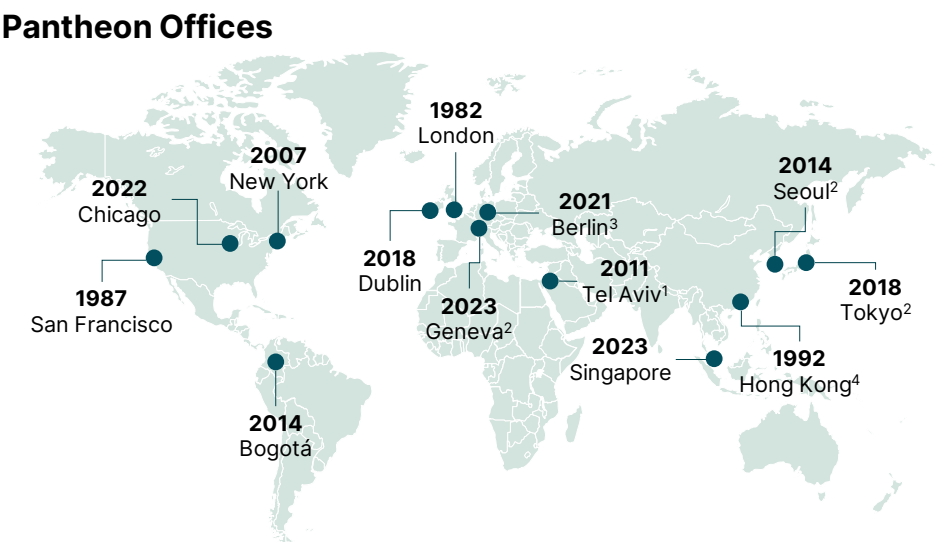 Pantheon Offices
1982
London
2007
New York
2014
Seoul²
2022
Chicago
2021
Berlin³
2018
Dublin
2011
Tel Aviv¹
1987
San Francisco
2023
Geneva²
2018
Tokyo²
2023
Singapore
1992
Hong Kong⁴
2014
Bogotá